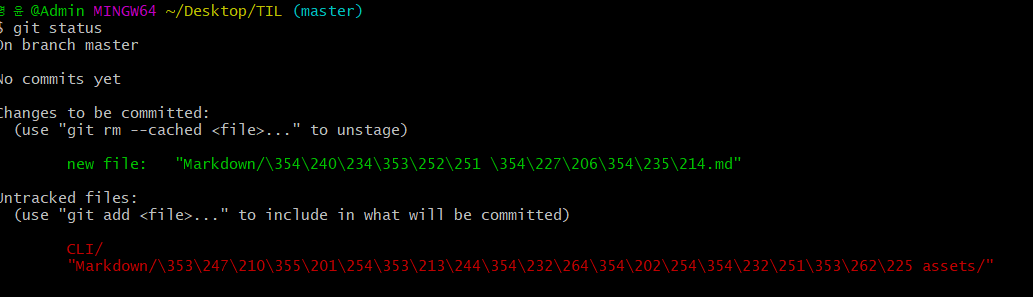 윤 @Admin MINGW64 ~/Desktop/TIL (master)
$ git status
On branch master
No commits yet
Changes to be committed:
(use "git rm --cached <file>..." to unstage)
new file: "Markdown/\354\240\234\353\252\251 \354\227\206\354\235\214.md"
Untracked files:
(use "git add <file>..." to include in what will be committed)
CLI/
"Markdown/\353\247\210\355\201\254\353\213\244\354\232\264\354\202\254\354\232\251\353\262\225 assets/"